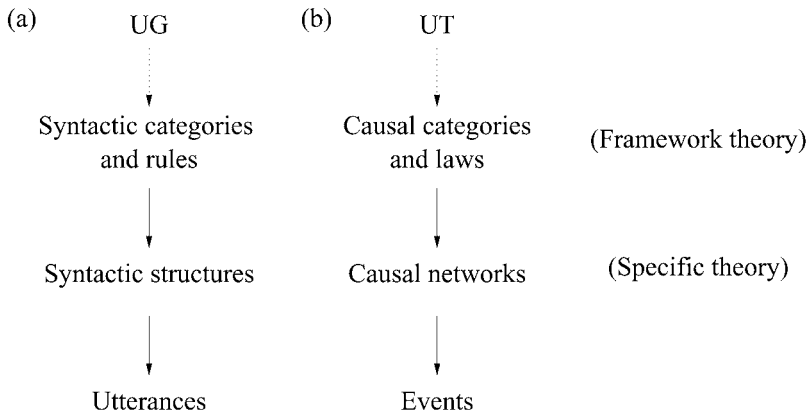 (a) UG (b) UT
Syntactic categories Causal categories
and rules and laws (Framework theory)
Syntactic structures Causal networks (Specific theory)
Utterances Events